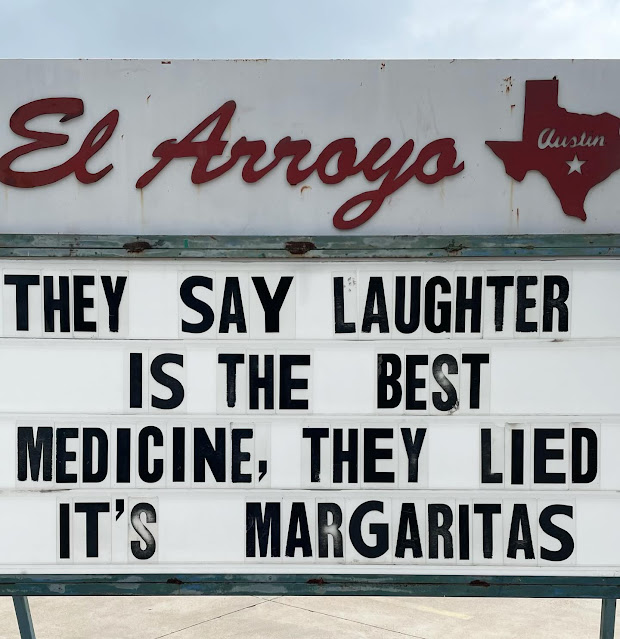 El Arroyo
Austin
THEY SAY LAUGHTER
IS THE BEST
MEDICINE, THEY LIED
IT'S MARGARITAS